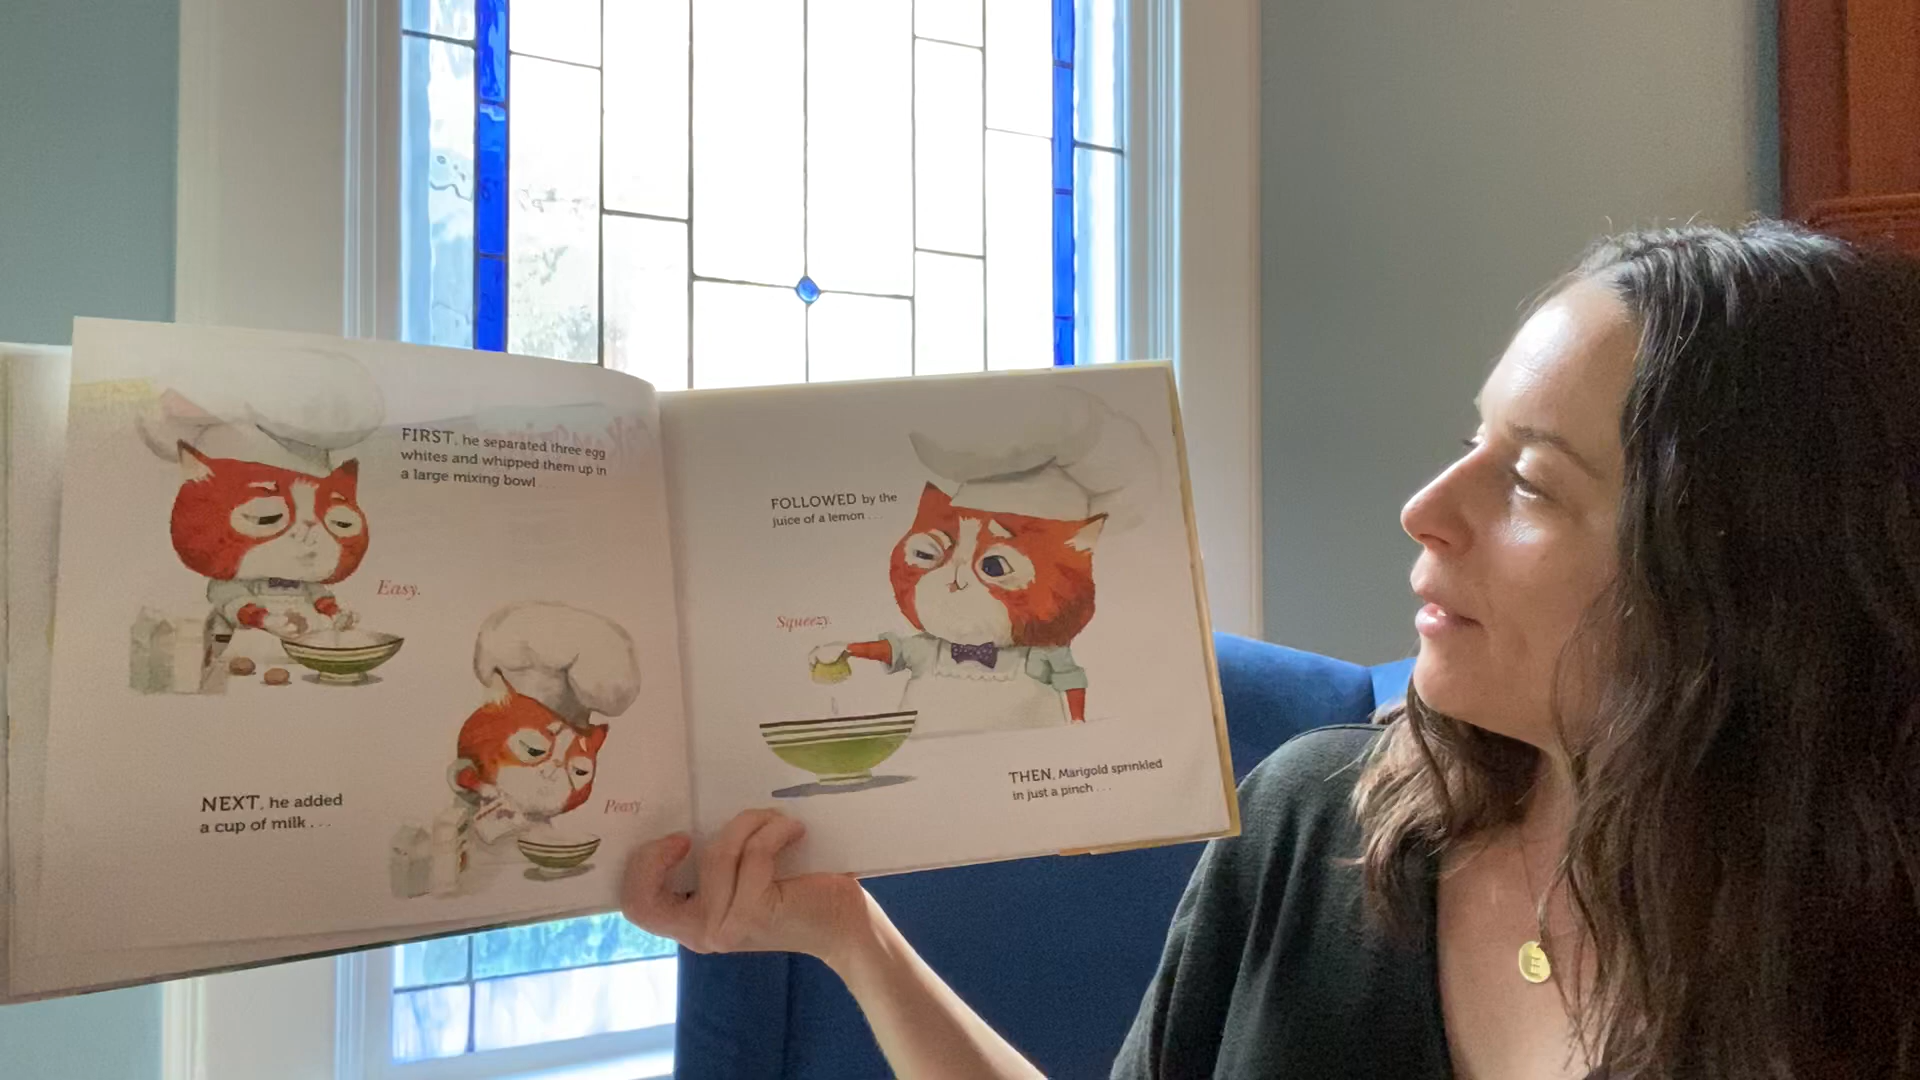 FIRST, he separated three egg
whites and whipped them up in
a large mixing bowl . . .
Easy.
NEXT, he added
a cup of milk . . .
Peasy.
FOLLOWED by the
juice of a lemon . . .
Squeezy.
THEN, Marigold sprinkled
in just a pinch . . .